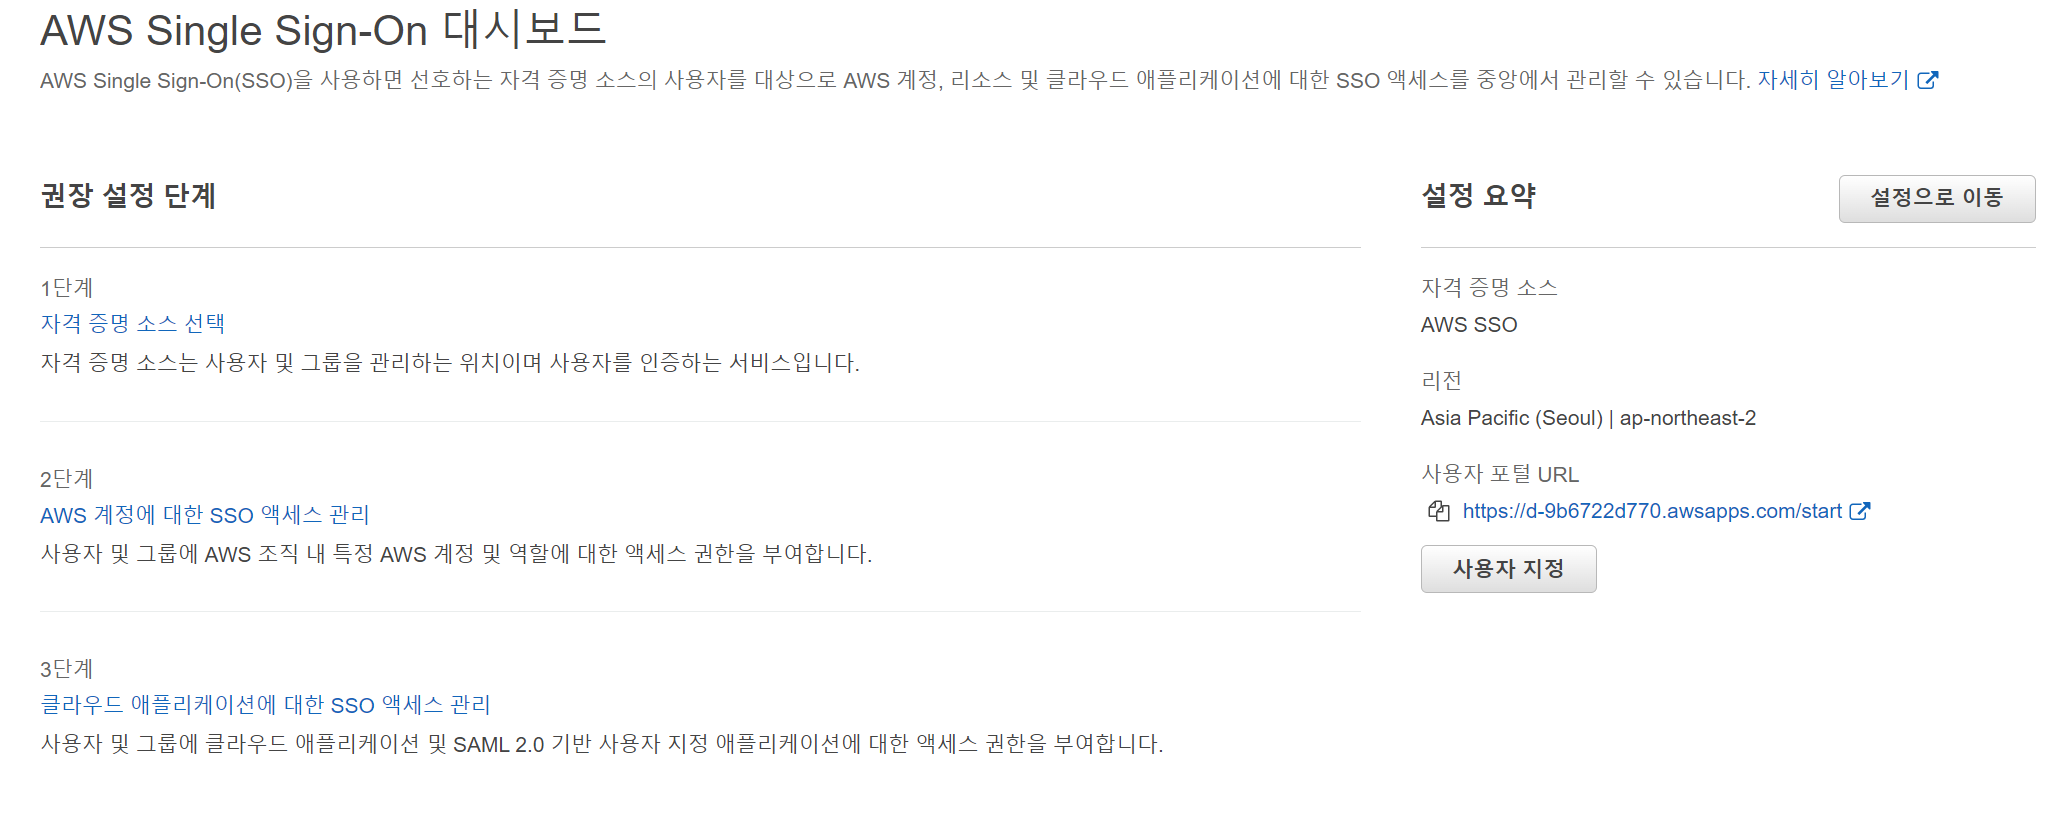 AWS Single Sign-On 대시보드
AWS Single Sign-On(SSO)을 사용하면 선호하는 자격 증명 소스의 사용자를 대상으로 AWS 계정, 리소스 및 클라우드 애플리케이션에 대한 SSO 액세스를 중앙에서 관리할 수 있습니다. 자세히 알아보기
권장 설정 단계
1단계
자격 증명 소스 선택
자격 증명 소스는 사용자 및 그룹을 관리하는 위치이며 사용자를 인증하는 서비스입니다.
2단계
AWS 계정에 대한 SSO 액세스 관리
사용자 및 그룹에 AWS 조직 내 특정 AWS 계정 및 역할에 대한 액세스 권한을 부여합니다.
3단계
클라우드 애플리케이션에 대한 SSO 액세스 관리
사용자 및 그룹에 클라우드 애플리케이션 및 SAML 2.0 기반 사용자 지정 애플리케이션에 대한 액세스 권한을 부여합니다.
설정 요약
설정으로 이동
자격 증명 소스
AWS SSO
리전
Asia Pacific (Seoul) | ap-northeast-2
사용자 포털 URL
https://d-9b6722d770.awsapps.com/start
사용자 지정